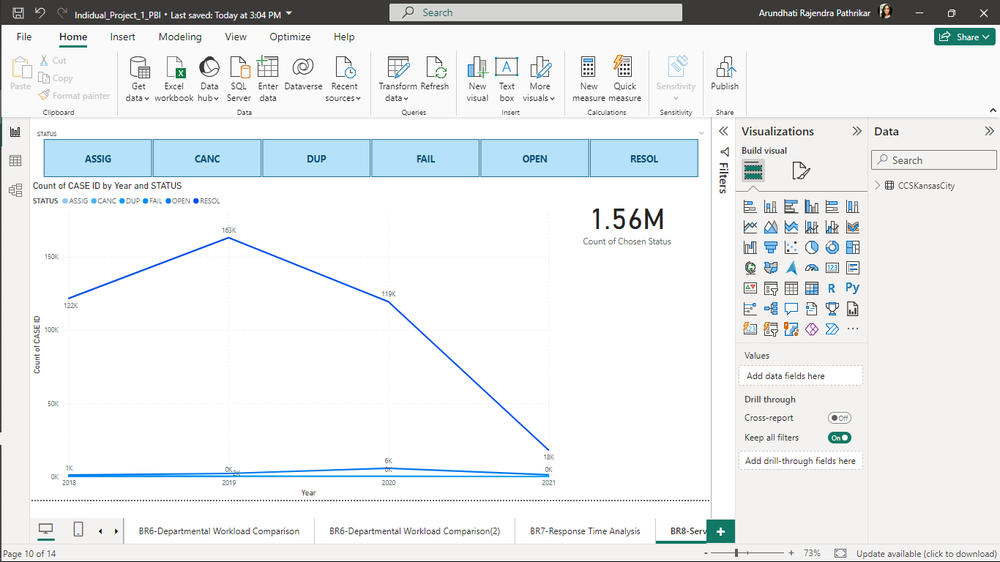 Indidual_Project_1_PBI • Last saved: Today at 3:04 PM
Search
Arundhati Rajendra Pathrikar
File Home Insert Modeling View Optimize Help
Share
Paste
Cut
Copy
Format painter
Clipboard
Get data
Excel workbook
Data hub
SQL Server
Enter data
Dataverse
Recent sources
Data
Transform data
Refresh
Queries
New visual
Text box
More visuals
Insert
New measure
Quick measure
Calculations
Sensitivity
Sensitivity
Publish
Share
STATUS
ASSIG CANC DUP FAIL OPEN RESOL
Count of CASE ID by Year and STATUS
STATUS ASSIG CANC DUP FAIL OPEN RESOL
1.56M
Count of Chosen Status
163K
150K
122K
119K
100K
Count of CASE ID
50K
18K
6K
1K
0K
2K
0K
0K
0K
2018 2019 2020 2021
Year
Filters
Visualizations
Build visual
123
R
Py
123
Values
Add data fields here
Drill through
Cross-report
Off
Keep all filters
On
Add drill-through fields here
Data
Search
CCSKansasCity
BR6-Departmental Workload Comparison
BR6-Departmental Workload Comparison(2)
BR7-Response Time Analysis
BR8-Serv
+
Page 10 of 14
- + 73%
Update available (click to download)